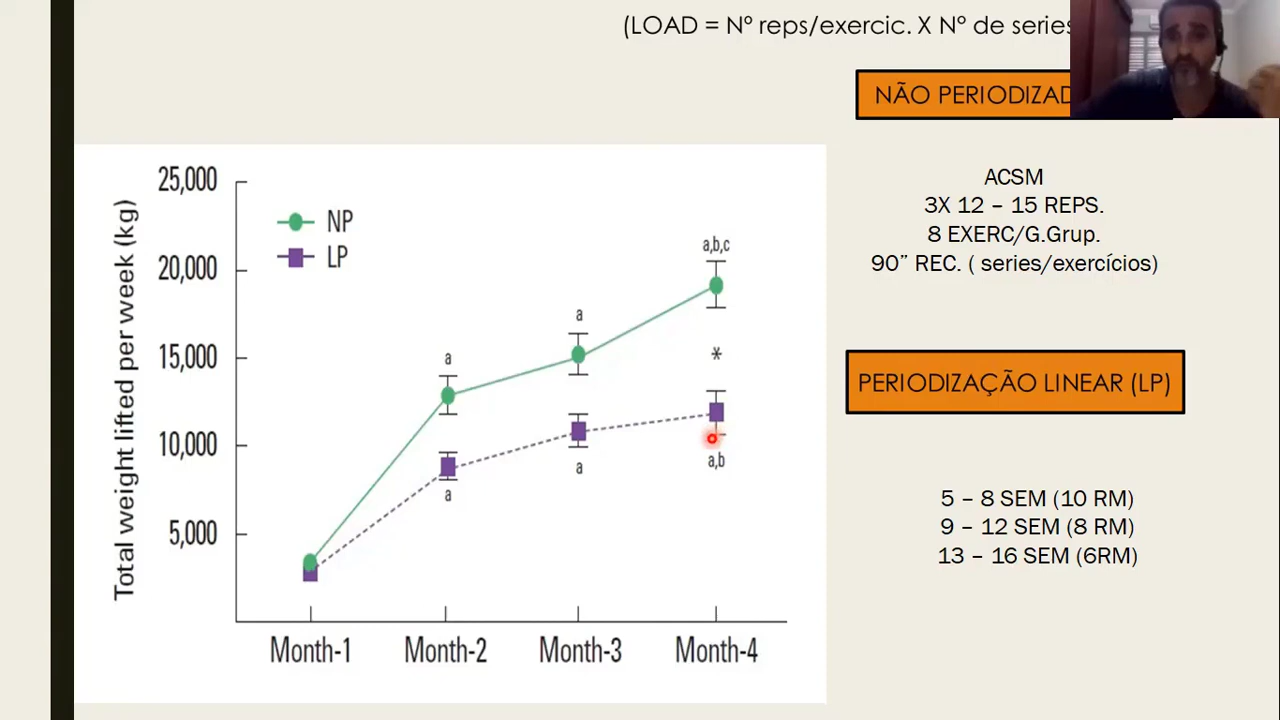 (LOAD = Nº reps/exercic. X Nº de series
NÃO PERIODIZAD
ACSM
3X 12 – 15 REPS.
8 EXERC/G.Grup.
90” REC. ( series/exercícios)
PERIODIZAÇÃO LINEAR (LP)
5 – 8 SEM (10 RM)
9 – 12 SEM (8 RM)
13 – 16 SEM (6RM)
Total weight lifted per week (kg)
25,000
20,000
15,000
10,000
5,000
NP
LP
a
a
a,b,c
*
a
a
a,b
Month-1 Month-2 Month-3 Month-4